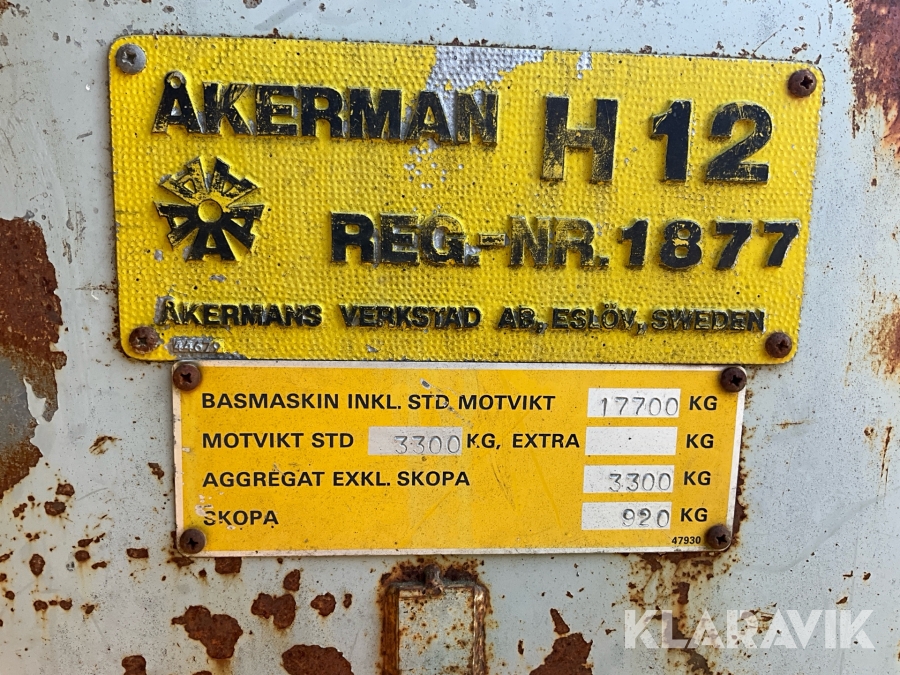 ÅKERMAN H 12
REG.-NR. 1877
ÅKERMANS VERKSTAD AB, ESLÖV, SWEDEN
BASMASKIN INKL. STD MOTVIKT 17700 KG
MOTVIKT STD 3300 KG, EXTRA KG
AGGREGAT EXKL. SKOPA 3300 KG
SKOPA 920 KG
47930
KLARAVIK